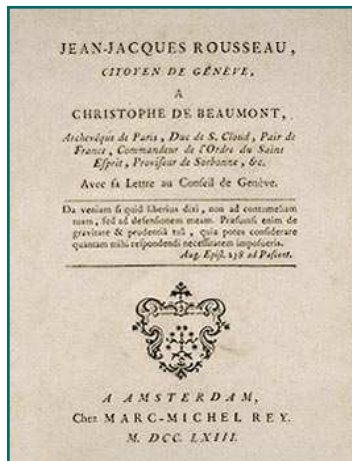 JEAN-JACQUES ROUSSEAU,
CITOYEN DE GENÈVE,
A
CHRISTOPHE DE BEAUMONT,
Archevêque de Paris, Duc de S. Cloud, Pair de
France, Commandeur de l'Ordre du Saint
Esprit, Proviseur de Sorbonne, &c.
Avec sa Lettre au Conseil de Genève.
Da veniam si quid liberius dixi, non ad contumeliam
tuam, sed ad defensionem meam. Præsumsi enim de
gravitate & prudentiâ tuâ, quia potes considerare
quantam mihi respondendi necessitatem imposueris.
Aug. Epist. 238 ad Pascent.
A AMSTERDAM,
Chez MARC-MICHEL REY.
M. DCC. LXIII.